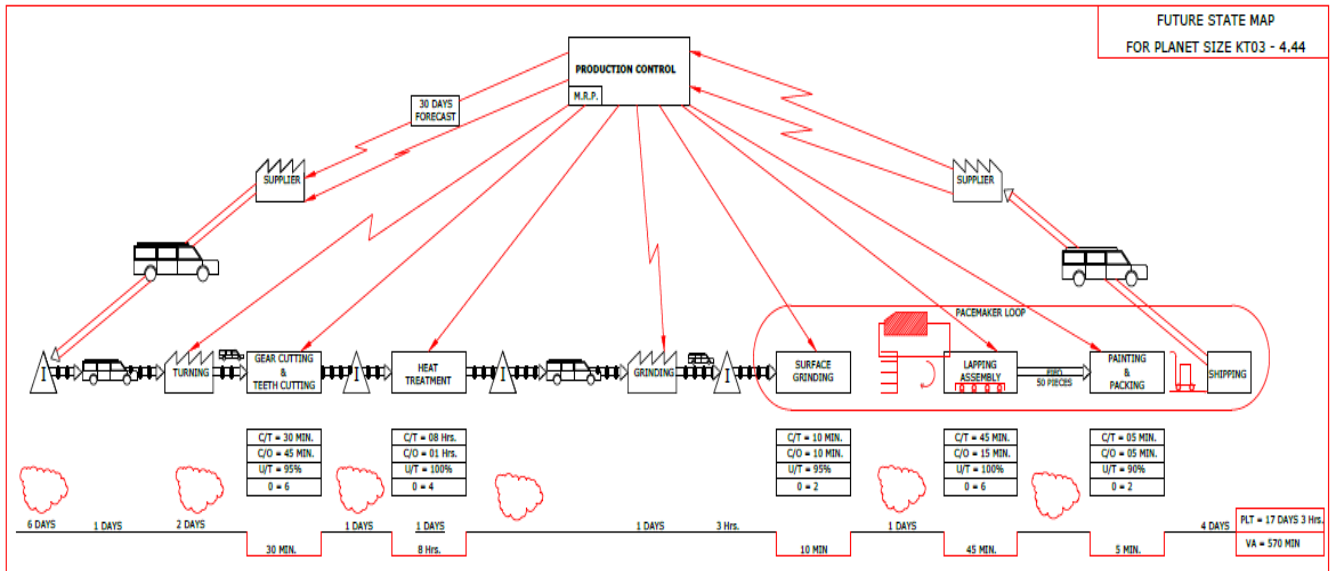 FUTURE STATE MAP
FOR PLANET SIZE KT03 - 4.44
PRODUCTION CONTROL
M.R.P.
30 DAYS
FORECAST
SUPPLIER
SUPPLIER
PACEMAKER LOOP
I
TURNING
GEAR CUTTING
&
TEETH CUTTING
I
HEAT
TREATMENT
I
GRINDING
I
SURFACE
GRINDING
LAPPING
ASSEMBLY
FIFO
50 PIECES
PAINTING
&
PACKING
SHIPPING
C/T = 30 MIN.
C/O = 45 MIN.
U/T = 95%
0 = 6
C/T = 08 Hrs.
C/O = 01 Hrs.
U/T = 100%
0 = 4
C/T = 10 MIN.
C/O = 10 MIN.
U/T = 95%
0 = 2
C/T = 45 MIN.
C/O = 15 MIN.
U/T = 100%
0 = 6
C/T = 05 MIN.
C/O = 05 MIN.
U/T = 90%
0 = 2
6 DAYS
1 DAYS
2 DAYS
30 MIN.
1 DAYS
1 DAYS
8 Hrs.
1 DAYS
3 Hrs.
10 MIN
1 DAYS
45 MIN.
5 MIN.
4 DAYS
PLT = 17 DAYS 3 Hrs.
VA = 570 MIN